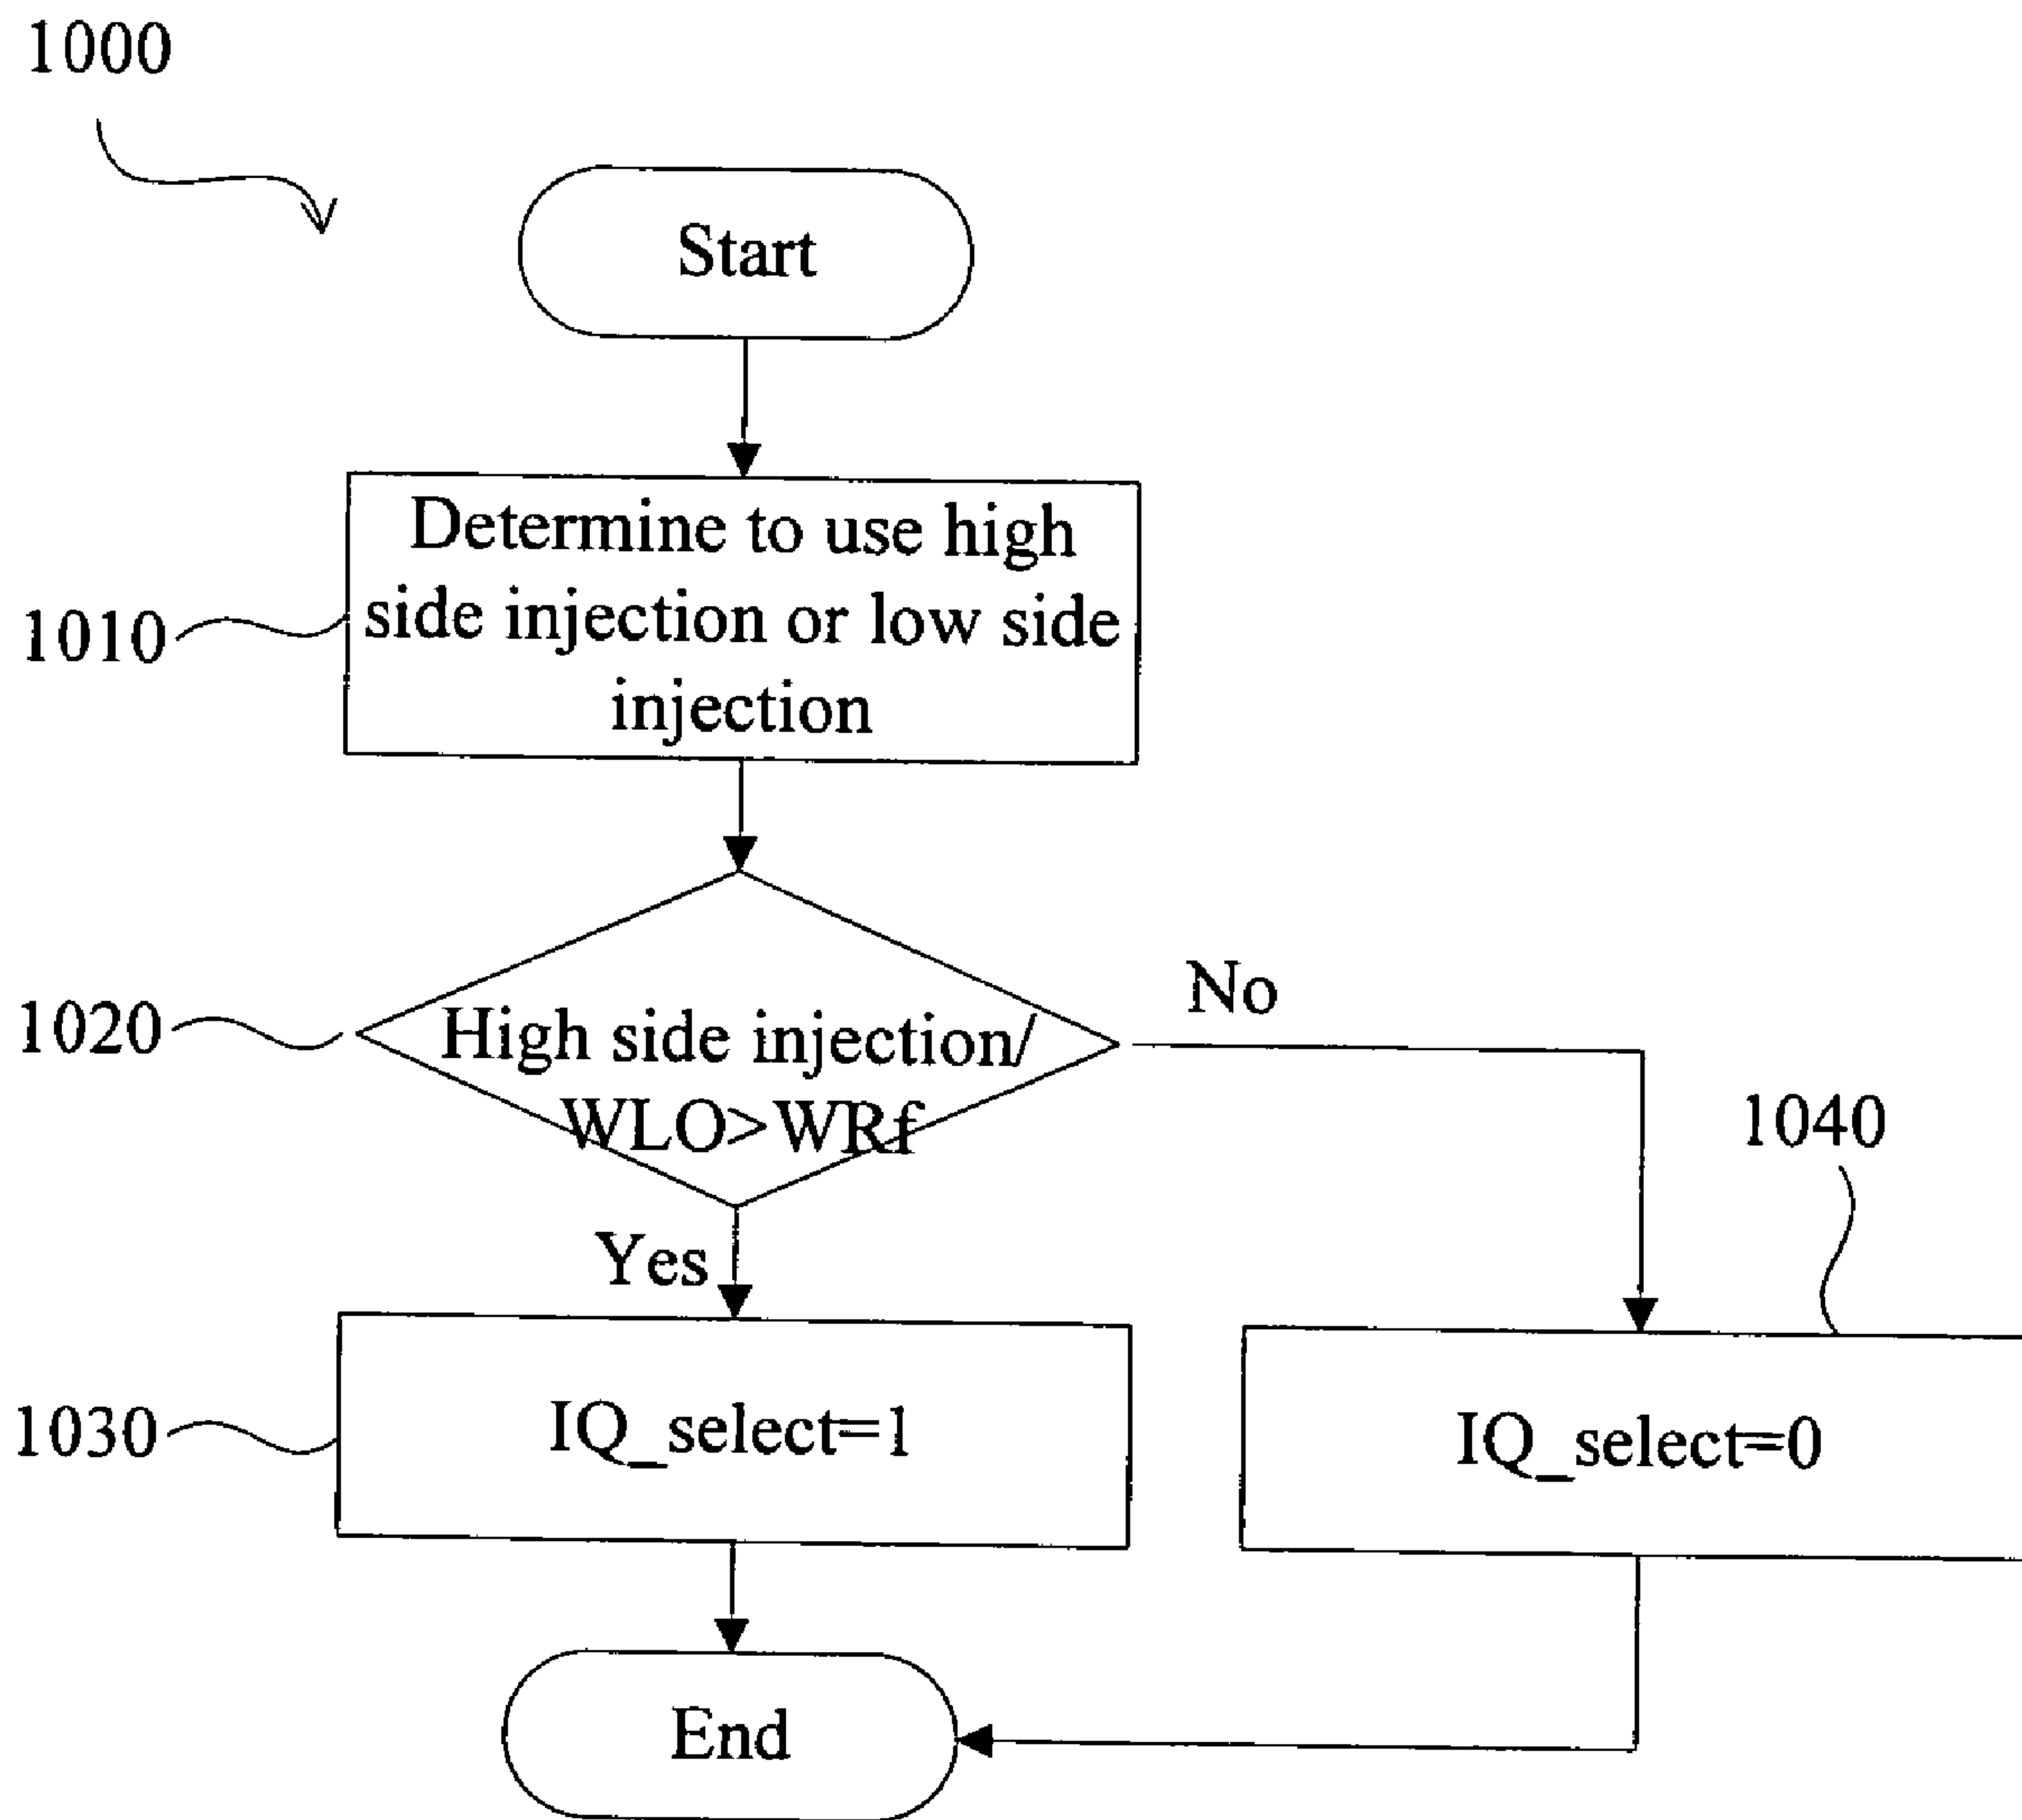 1000
Start
Determine to use high
side injection or low side
injection
1010
High side injection/
WLO>WRf
1020
No
Yes
1040
IQ_select=1
1030
IQ_select=0
End